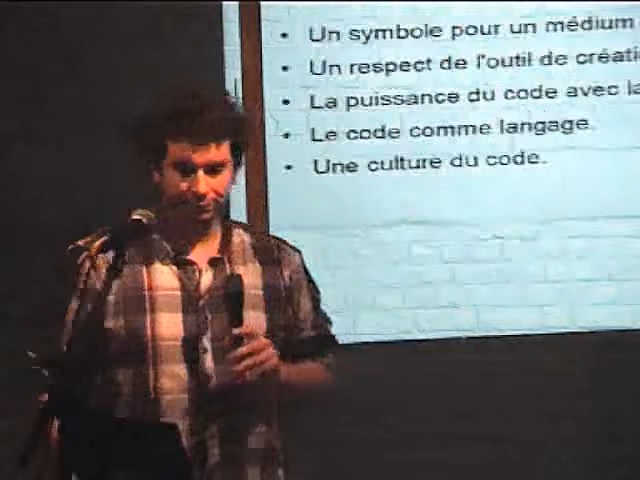 • Un symbole pour un médium
• Un respect de l'outil de créati
• La puissance du code avec la
• Le code comme langage.
• Une culture du code.